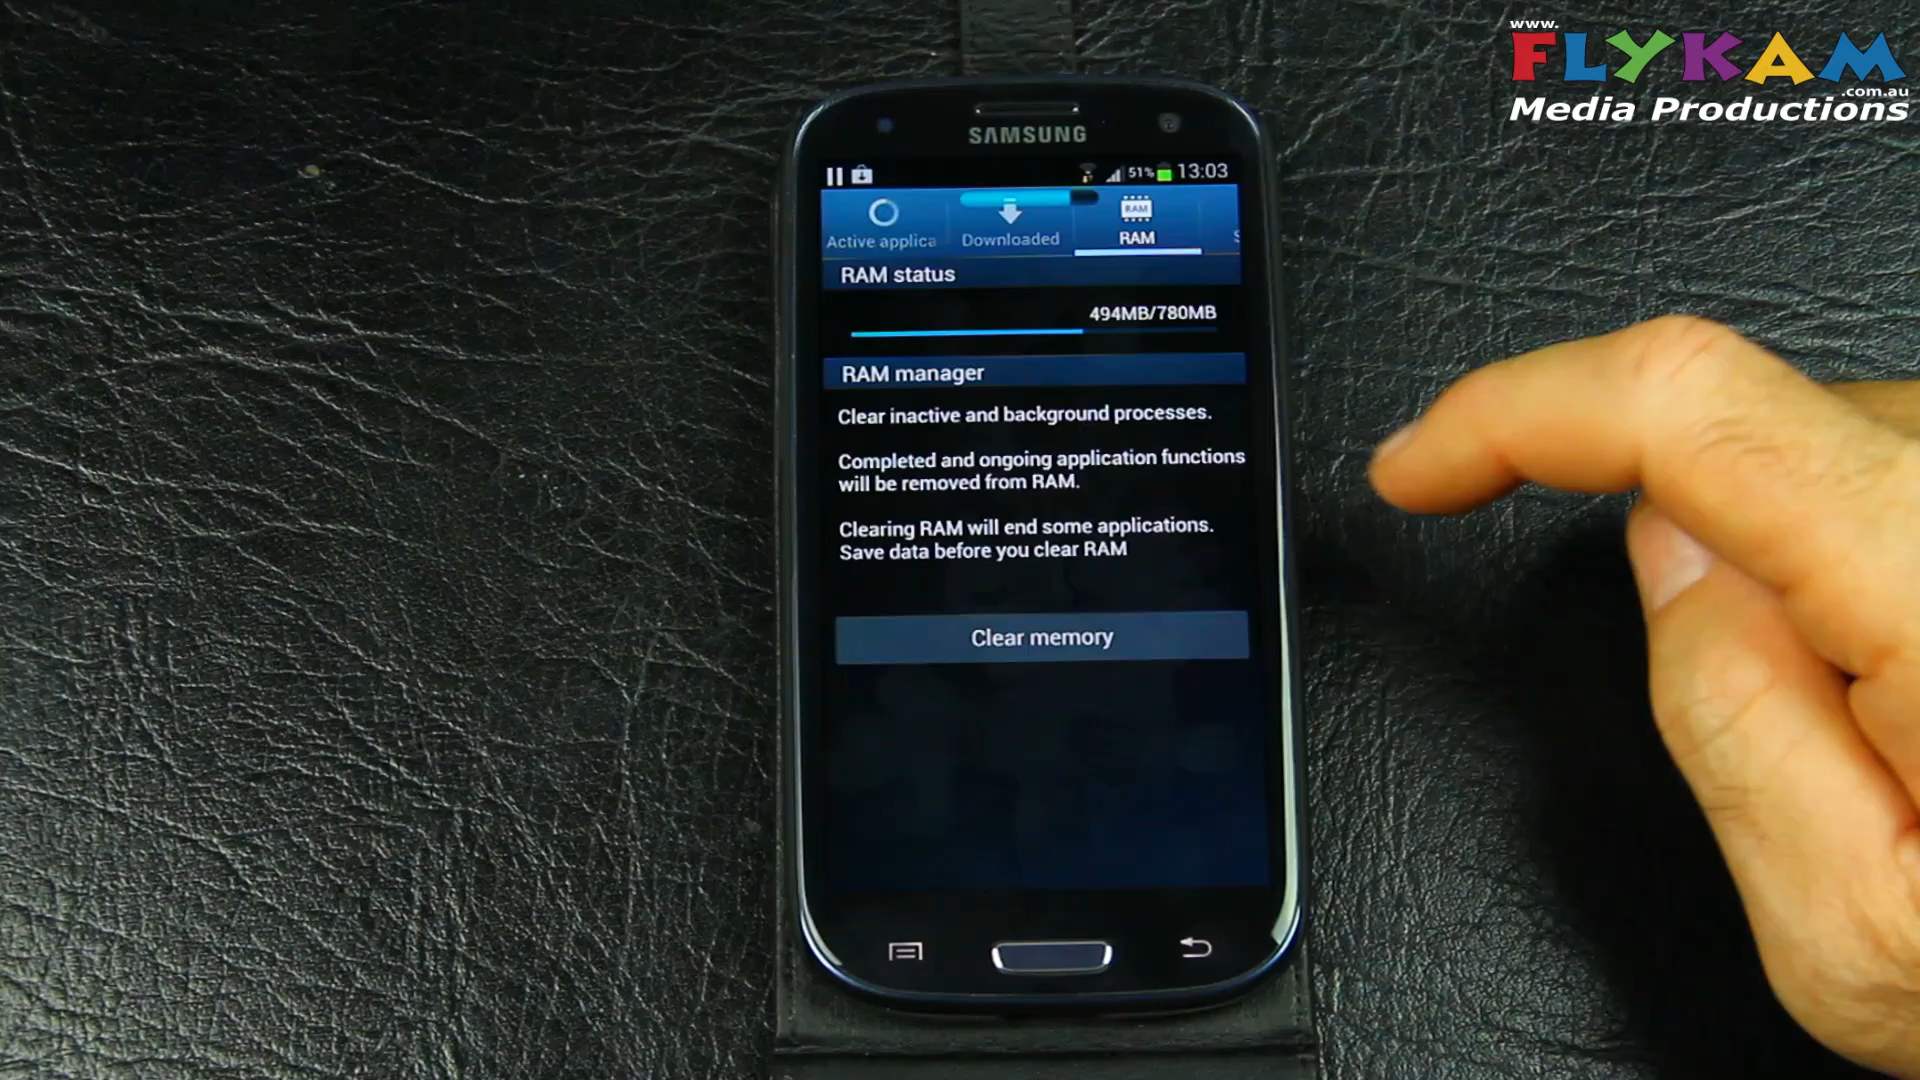 www.
FLYKAM
.com.au
Media Productions
SAMSUNG
51% 13:03
RAM
Active applica
Downloaded
RAM
RAM status
494MB/780MB
RAM manager
Clear inactive and background processes.
Completed and ongoing application functions
will be removed from RAM.
Clearing RAM will end some applications.
Save data before you clear RAM
Clear memory